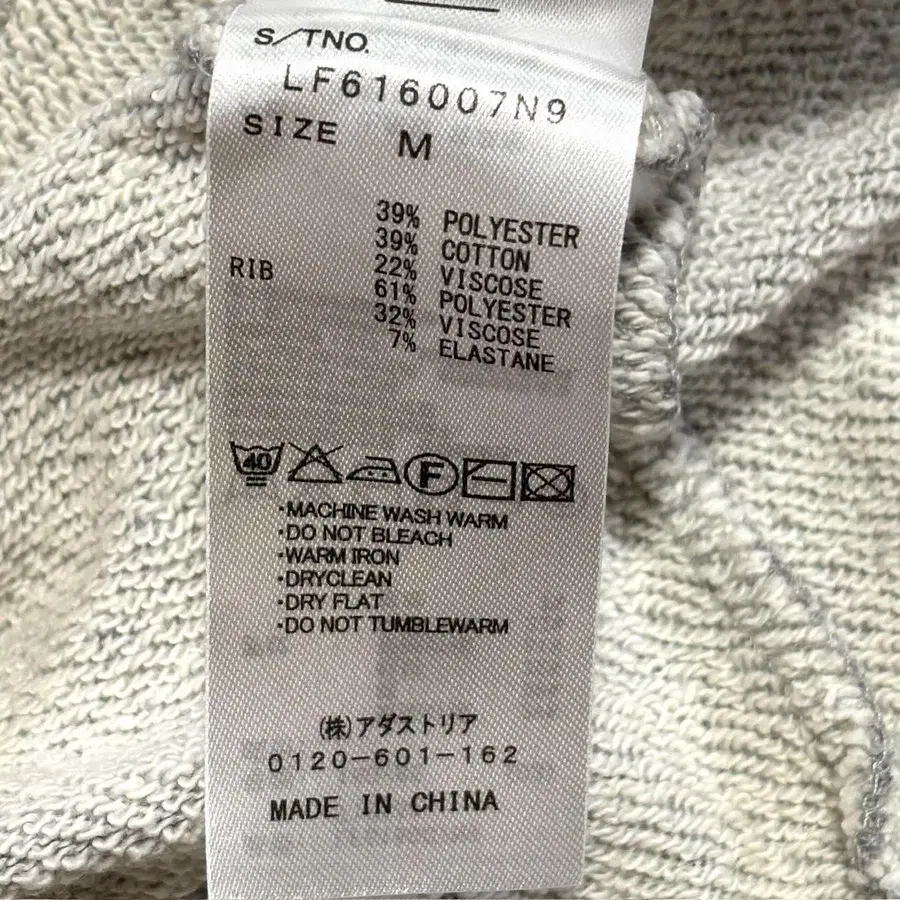 S/TNO.
LF616007N9
SIZE M
39% POLYESTER
39% COTTON
22% VISCOSE
RIB 61% POLYESTER
32% VISCOSE
7% ELASTANE
40 F
・MACHINE WASH WARM
・DO NOT BLEACH
・WARM IRON
・DRYCLEAN
・DRY FLAT
・DO NOT TUMBLEWARM
(株)アダストリア
0120-601-162
MADE IN CHINA